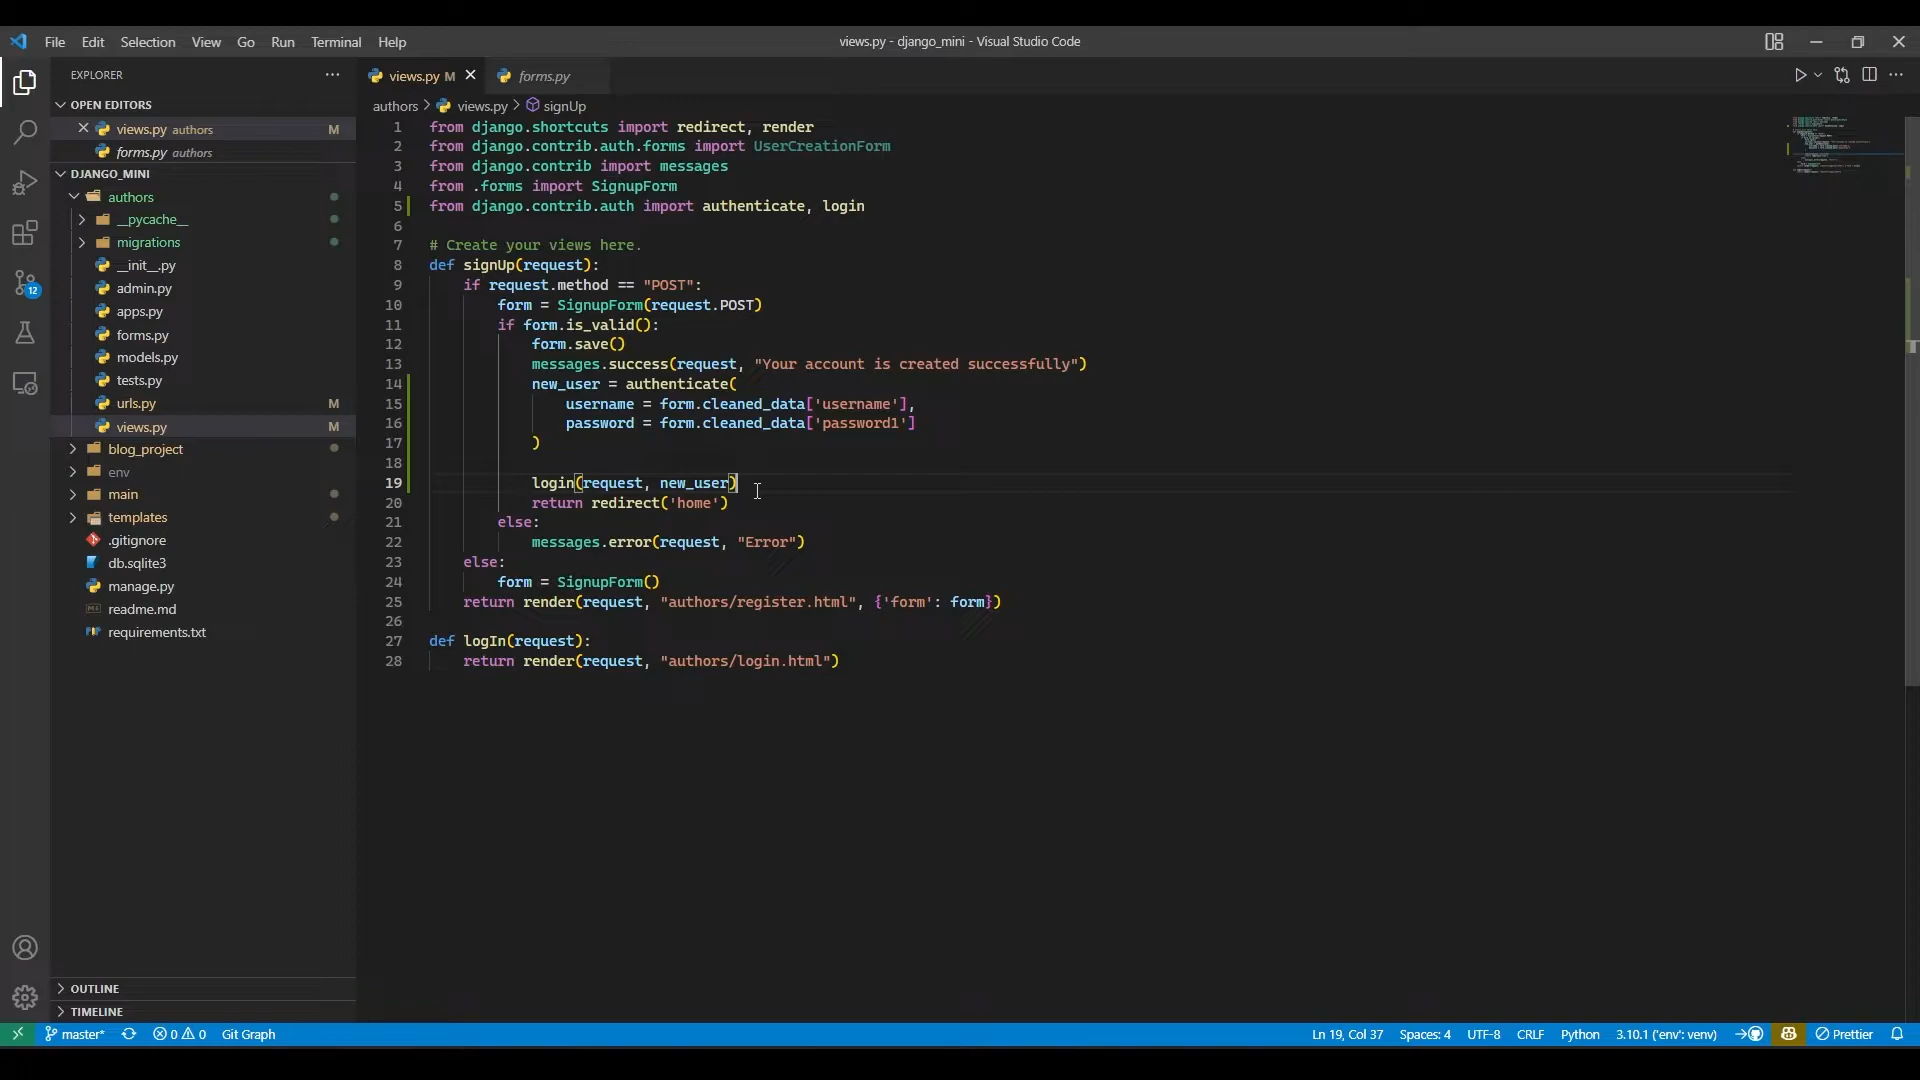 File Edit Selection View Go Run Terminal Help
views.py - django_mini - Visual Studio Code
EXPLORER
OPEN EDITORS
views.py authors M
forms.py authors
DJANGO_MINI
authors
__pycache__
migrations
__init__.py
admin.py
apps.py
forms.py
models.py
tests.py
urls.py M
views.py M
blog_project
env
main
templates
.gitignore
db.sqlite3
manage.py
readme.md
requirements.txt
OUTLINE
TIMELINE
12
views.py M
forms.py
authors > views.py > signUp
1 from django.shortcuts import redirect, render
2 from django.contrib.auth.forms import UserCreationForm
3 from django.contrib import messages
4 from .forms import SignupForm
5 from django.contrib.auth import authenticate, login
6
7 # Create your views here.
8 def signUp(request):
9 if request.method == "POST":
10 form = SignupForm(request.POST)
11 if form.is_valid():
12 form.save()
13 messages.success(request, "Your account is created successfully")
14 new_user = authenticate(
15 username = form.cleaned_data['username'],
16 password = form.cleaned_data['password1']
17 )
18
19 login(request, new_user)
20 return redirect('home')
21 else:
22 messages.error(request, "Error")
23 else:
24 form = SignupForm()
25 return render(request, "authors/register.html", {'form': form})
26
27 def logIn(request):
28 return render(request, "authors/login.html")
master* 0 0 Git Graph
Ln 19, Col 37 Spaces: 4 UTF-8 CRLF Python 3.10.1 ('env': venv) Prettier